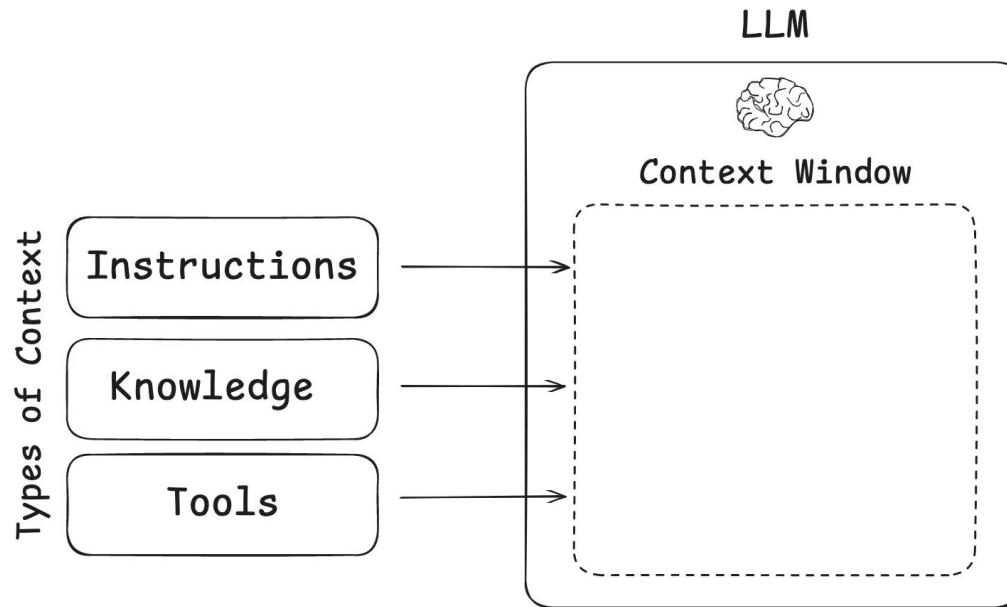 LLM
Context Window
Types of Context
Instructions
Knowledge
Tools